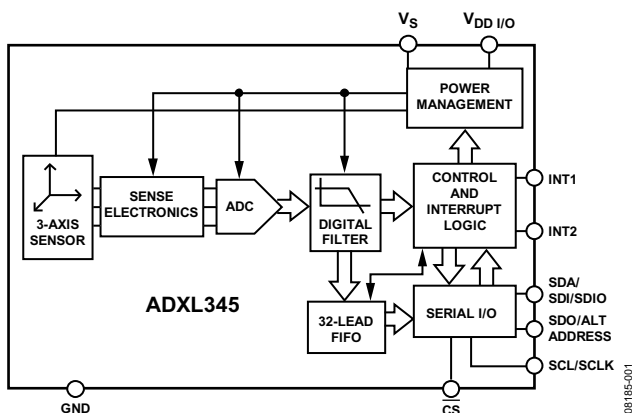 VS
VDD I/O
POWER
MANAGEMENT
3-AXIS
SENSOR
SENSE
ELECTRONICS
ADC
DIGITAL
FILTER
CONTROL
AND
INTERRUPT
LOGIC
INT1
INT2
ADXL345
32-LEAD
FIFO
SERIAL I/O
SDA/
SDI/SDIO
SDO/ALT
ADDRESS
SCL/SCLK
GND
CS
08185-001